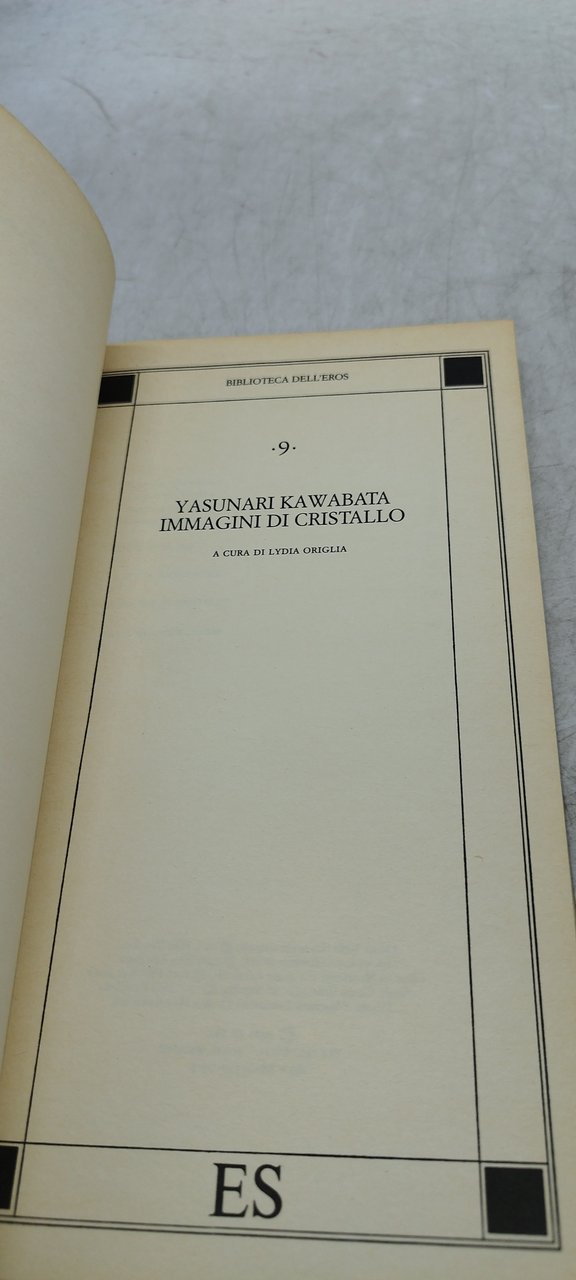 BIBLIOTECA DELL'EROS
·9·
YASUNARI KAWABATA
IMMAGINI DI CRISTALLO
A CURA DI LYDIA ORIGLIA
ES